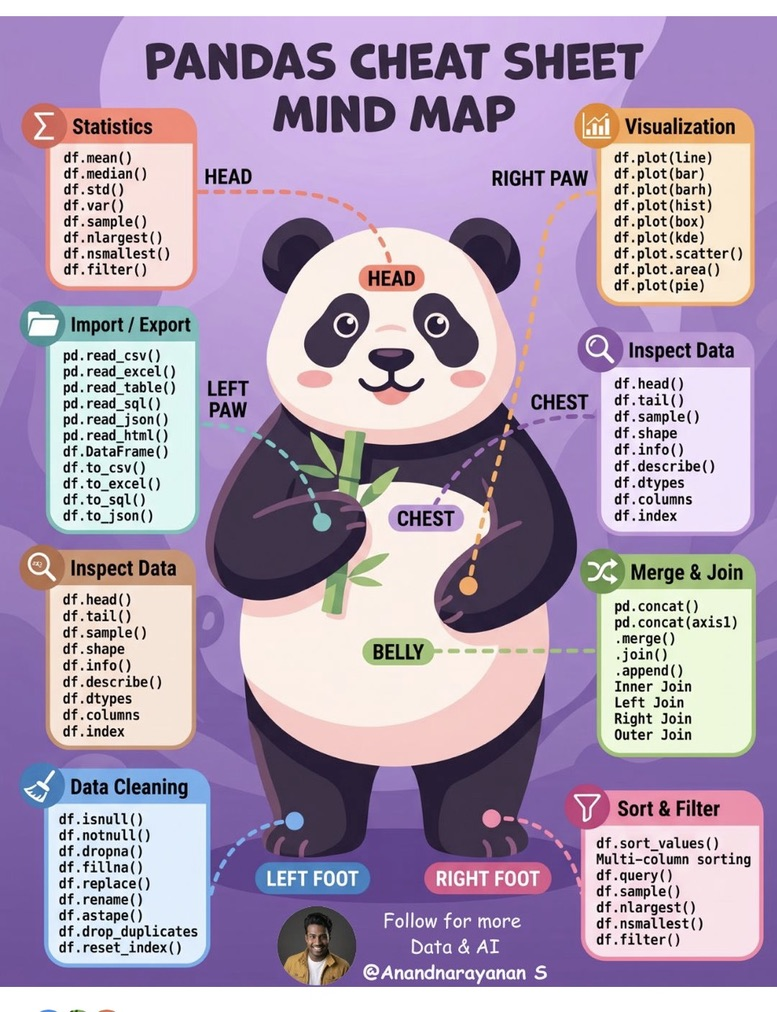 PANDAS CHEAT SHEET
MIND MAP
Statistics
df.mean()
df.median()
df.std()
df.var()
df.sample()
df.nlargest()
df.nsmallest()
df.filter()
HEAD
HEAD
Import / Export
pd.read_csv()
pd.read_excel()
pd.read_table()
pd.read_sql()
pd.read_json()
pd.read_html()
df.DataFrame()
df.to_csv()
df.to_excel()
df.to_sql()
df.to_json()
LEFT
PAW
Inspect Data
df.head()
df.tail()
df.sample()
df.shape
df.info()
df.describe()
df.dtypes
df.columns
df.index
Data Cleaning
df.isnull()
df.notnull()
df.dropna()
df.fillna()
df.replace()
df.rename()
df.astape()
df.drop_duplicates
df.reset_index()
LEFT FOOT
Visualization
df.plot(line)
df.plot(bar)
df.plot(barh)
df.plot(hist)
df.plot(box)
df.plot(kde)
df.plot.scatter()
df.plot.area()
df.plot(pie)
RIGHT PAW
Inspect Data
df.head()
df.tail()
df.sample()
df.shape
df.info()
df.describe()
df.dtypes
df.columns
df.index
CHEST
CHEST
Merge & Join
pd.concat()
pd.concat(axis1)
.merge()
.join()
.append()
Inner Join
Left Join
Right Join
Outer Join
BELLY
Sort & Filter
df.sort_values()
Multi-column sorting
df.query()
df.sample()
df.nlargest()
df.nsmallest()
df.filter()
RIGHT FOOT
Follow for more
Data & AI
@Anandnarayanan S